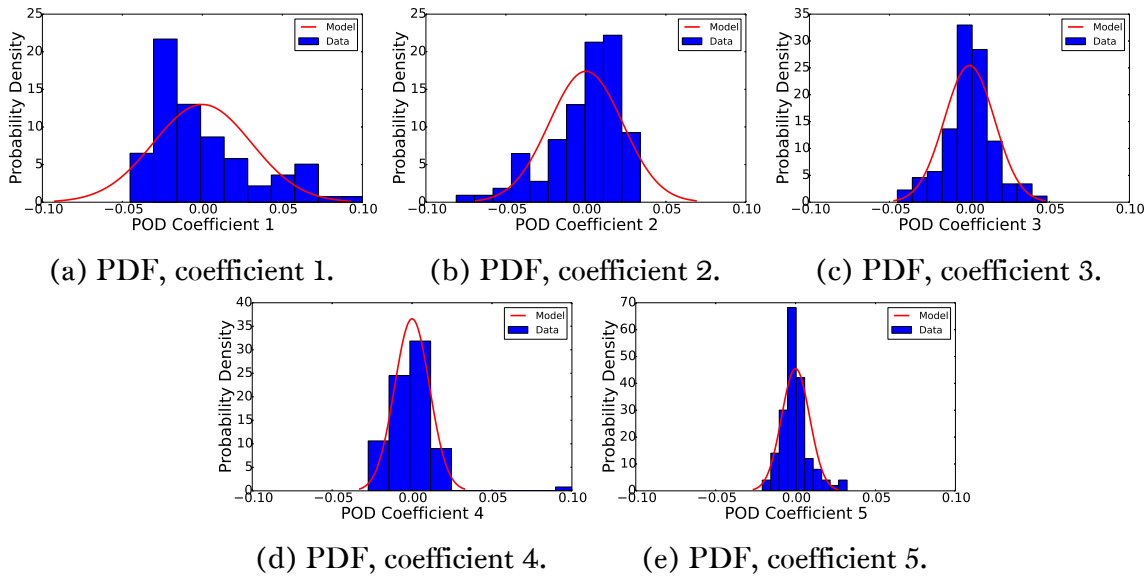 25
20
15
10
5
0
−0.10 −0.05 0.00 0.05 0.10
Probability Density
POD Coefficient 1
Model
Data
(a) PDF, coefficient 1.
25
20
15
10
5
0
−0.10 −0.05 0.00 0.05 0.10
Probability Density
POD Coefficient 2
Model
Data
(b) PDF, coefficient 2.
35
30
25
20
15
10
5
0
−0.10 −0.05 0.00 0.05 0.10
Probability Density
POD Coefficient 3
Model
Data
(c) PDF, coefficient 3.
40
35
30
25
20
15
10
5
0
−0.10 −0.05 0.00 0.05 0.10
Probability Density
POD Coefficient 4
Model
Data
(d) PDF, coefficient 4.
70
60
50
40
30
20
10
0
−0.10 −0.05 0.00 0.05 0.10
Probability Density
POD Coefficient 5
Model
Data
(e) PDF, coefficient 5.